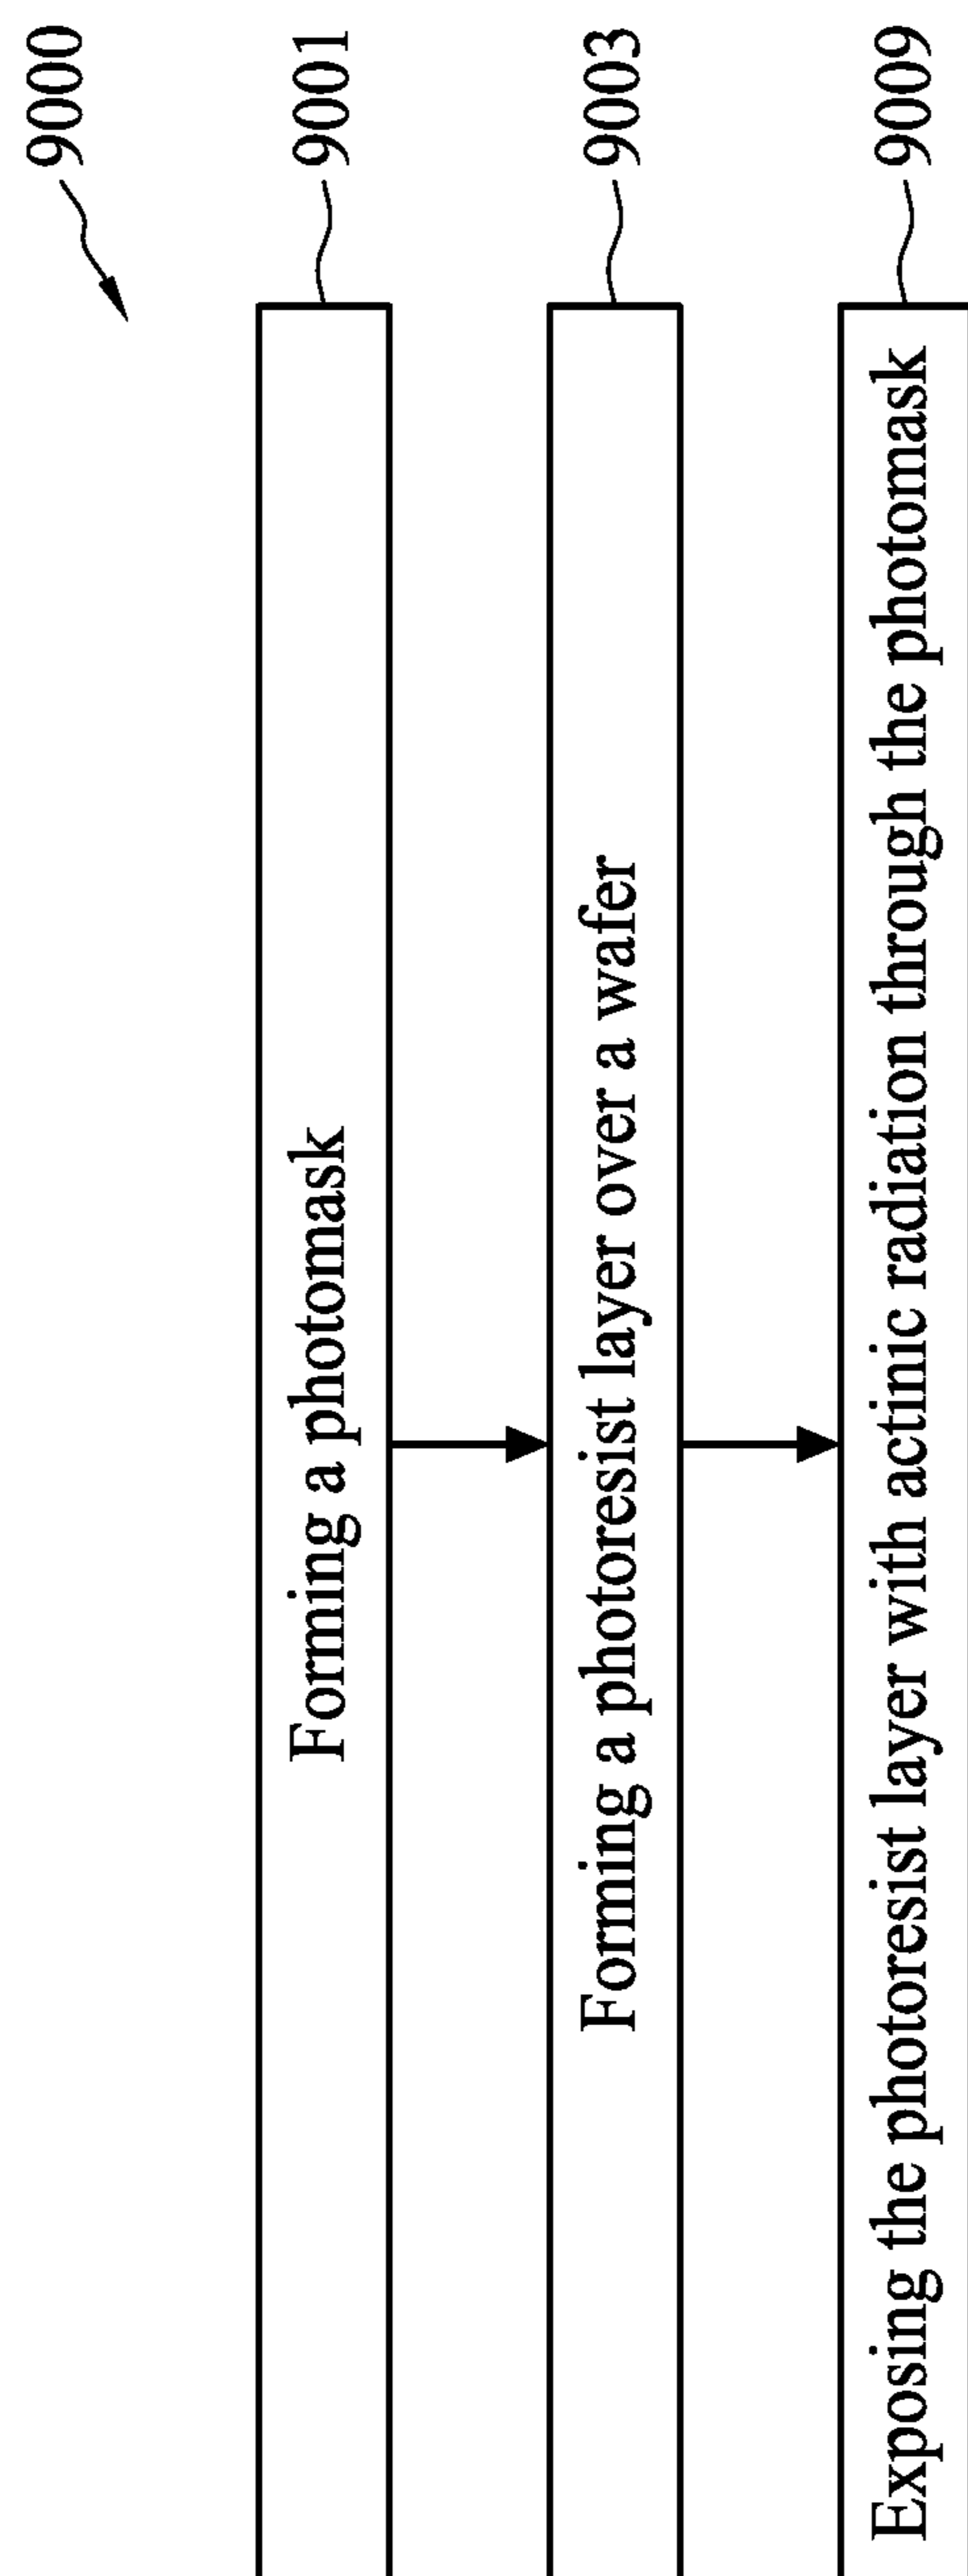 9000
Forming a photomask
9001
Forming a photoresist layer over a wafer
9003
Exposing the photoresist layer with actinic radiation through the photomask
9009